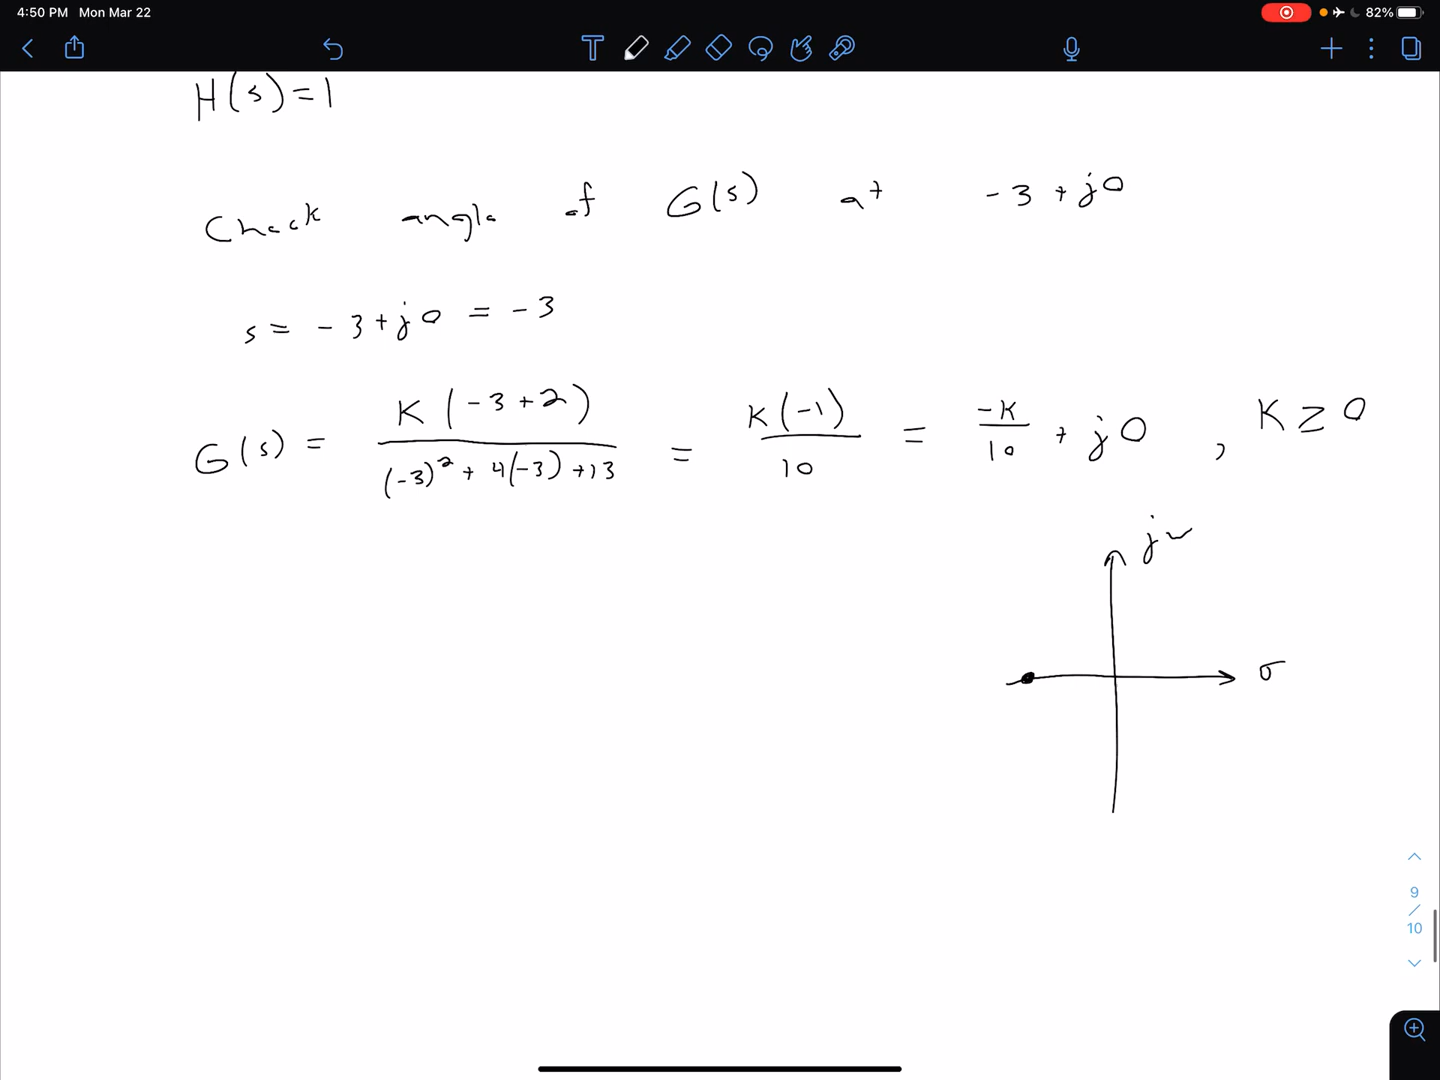 4:50 PM Mon Mar 22 82%
H(s)=1
Check angle of G(s) at -3 + j0
s = -3 + j0 = -3
G(s) = K(-3+2) / ((-3)² + 4(-3) + 13) = K(-1) / 10 = -K / 10 + j0 , K ≥ 0
jω
σ
9
/
10